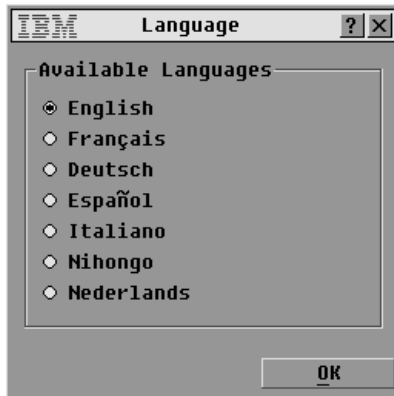 IBM Language ? ×
Available Languages
English
Français
Deutsch
Español
Italiano
Nihongo
Nederlands
OK